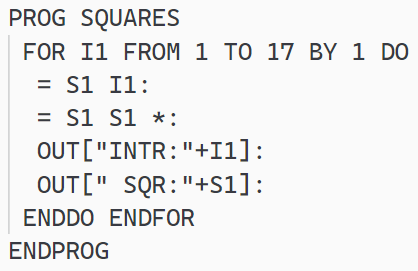 PROG SQUARES
FOR I1 FROM 1 TO 17 BY 1 DO
= S1 I1:
= S1 S1 *:
OUT["INTR:"+I1]:
OUT[" SQR:"+S1]:
ENDDO ENDFOR
ENDPROG